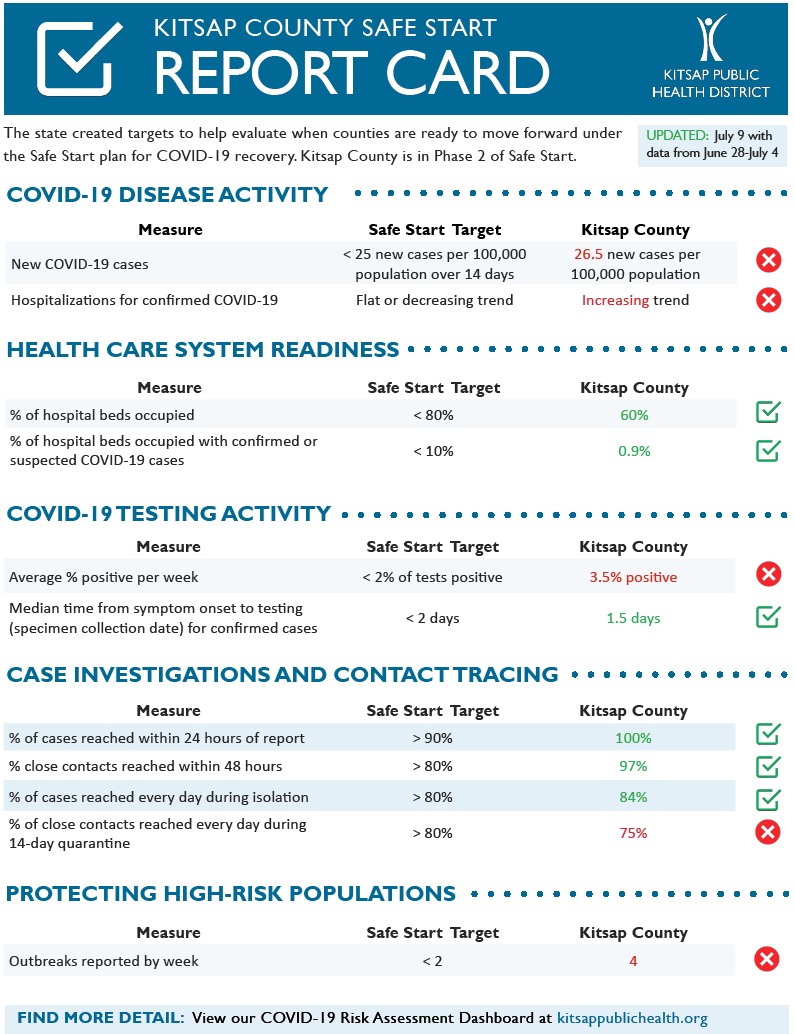 KITSAP COUNTY SAFE START
REPORT CARD
KITSAP PUBLIC
HEALTH DISTRICT
The state created targets to help evaluate when counties are ready to move forward under
the Safe Start plan for COVID-19 recovery. Kitsap County is in Phase 2 of Safe Start.
UPDATED: July 9 with
data from June 28-July 4
COVID-19 DISEASE ACTIVITY
Measure Safe Start Target Kitsap County
New COVID-19 cases
< 25 new cases per 100,000
population over 14 days
26.5 new cases per
100,000 population
Hospitalizations for confirmed COVID-19 Flat or decreasing trend Increasing trend
HEALTH CARE SYSTEM READINESS
Measure Safe Start Target Kitsap County
% of hospital beds occupied < 80% 60%
% of hospital beds occupied with confirmed or
suspected COVID-19 cases
< 10% 0.9%
COVID-19 TESTING ACTIVITY
Measure Safe Start Target Kitsap County
Average % positive per week < 2% of tests positive 3.5% positive
Median time from symptom onset to testing
(specimen collection date) for confirmed cases
< 2 days 1.5 days
CASE INVESTIGATIONS AND CONTACT TRACING
Measure Safe Start Target Kitsap County
% of cases reached within 24 hours of report > 90% 100%
% close contacts reached within 48 hours > 80% 97%
% of cases reached every day during isolation > 80% 84%
% of close contacts reached every day during
14-day quarantine
> 80% 75%
PROTECTING HIGH-RISK POPULATIONS
Measure Safe Start Target Kitsap County
Outbreaks reported by week < 2 4
FIND MORE DETAIL: View our COVID-19 Risk Assessment Dashboard at kitsappublichealth.org